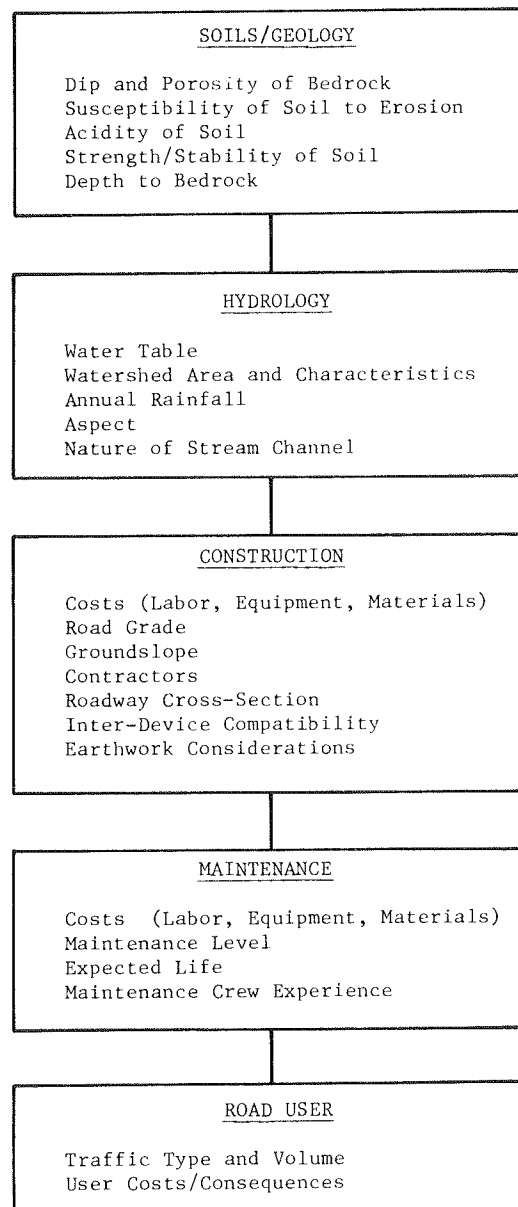 SOILS/GEOLOGY
Dip and Porosity of Bedrock
Susceptibility of Soil to Erosion
Acidity of Soil
Strength/Stability of Soil
Depth to Bedrock
HYDROLOGY
Water Table
Watershed Area and Characteristics
Annual Rainfall
Aspect
Nature of Stream Channel
CONSTRUCTION
Costs (Labor, Equipment, Materials)
Road Grade
Groundslope
Contractors
Roadway Cross-Section
Inter-Device Compatibility
Earthwork Considerations
MAINTENANCE
Costs (Labor, Equipment, Materials)
Maintenance Level
Expected Life
Maintenance Crew Experience
ROAD USER
Traffic Type and Volume
User Costs/Consequences